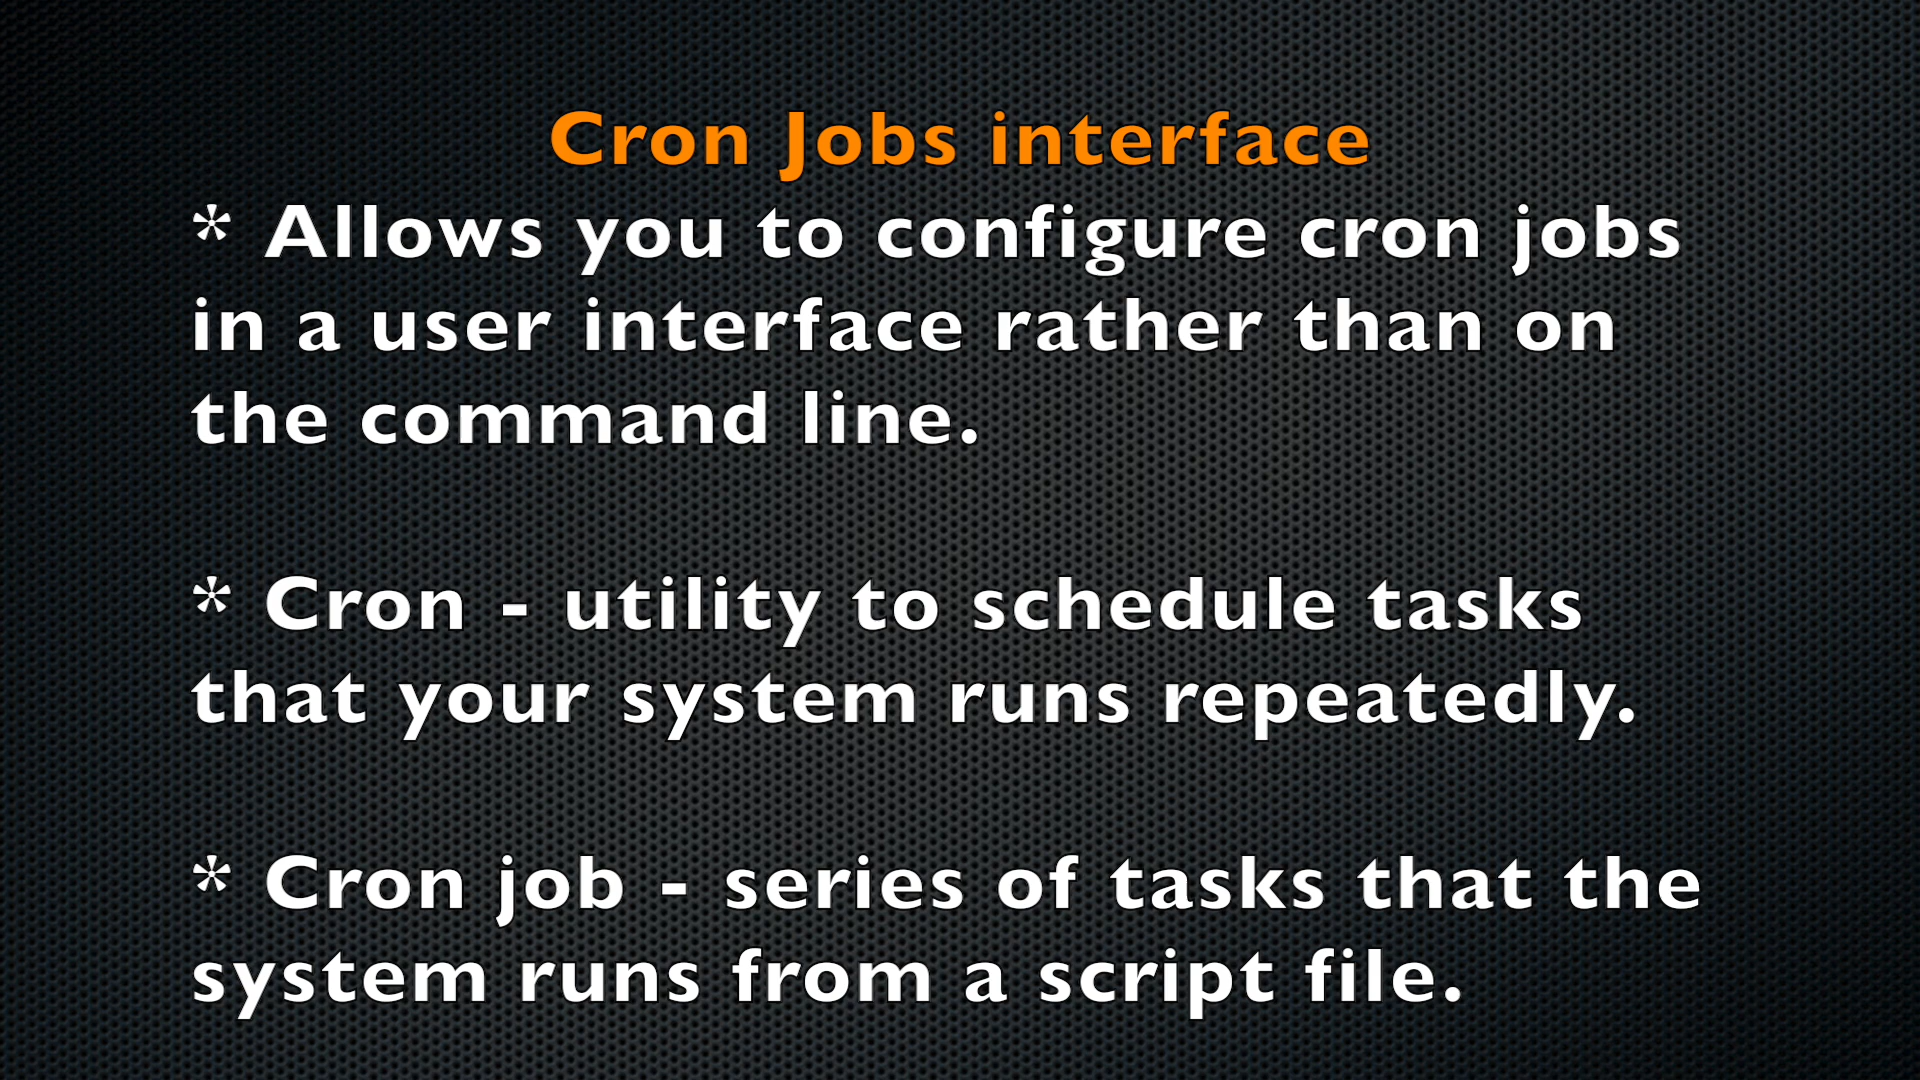 Cron Jobs interface
* Allows you to configure cron jobs
in a user interface rather than on
the command line.
* Cron - utility to schedule tasks
that your system runs repeatedly.
* Cron job - series of tasks that the
system runs from a script file.